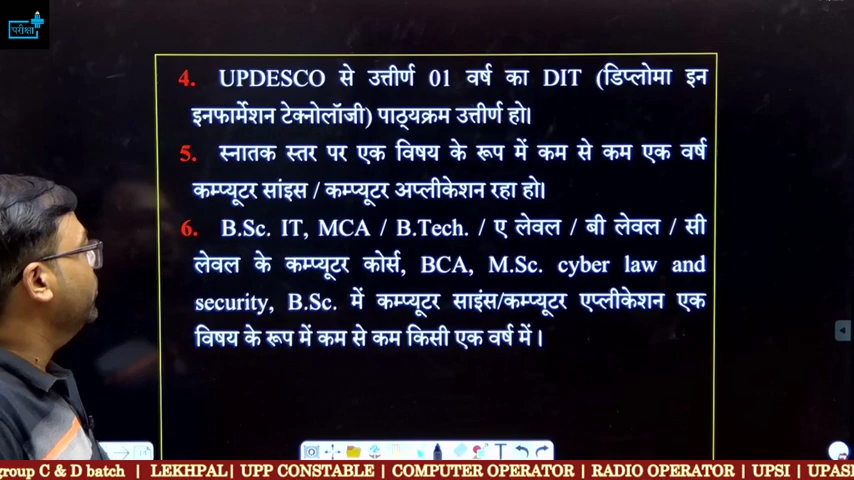 परीक्षा
4. UPDESCO से उत्तीर्ण 01 वर्ष का DIT (डिप्लोमा इन
इनफार्मेशन टेक्नोलॉजी) पाठ्यक्रम उत्तीर्ण हो।
5. स्नातक स्तर पर एक विषय के रूप में कम से कम एक वर्ष
कम्प्यूटर सांइस / कम्प्यूटर अप्लीकेशन रहा हो।
6. B.Sc. IT, MCA / B.Tech. / ए लेवल / बी लेवल / सी
लेवल के कम्प्यूटर कोर्स, BCA, M.Sc. cyber law and
security, B.Sc. में कम्प्यूटर साइंस/कम्प्यूटर एप्लीकेशन एक
विषय के रूप में कम से कम किसी एक वर्ष में।
group C & D batch | LEKHPAL| UPP CONSTABLE | COMPUTER OPERATOR | RADIO OPERATOR | UPSI | UPASI